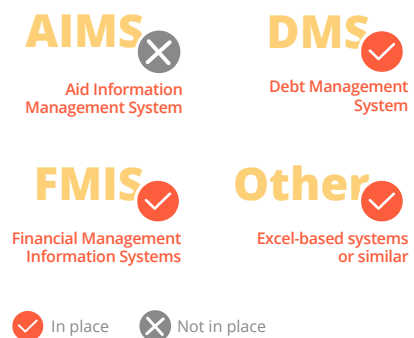 AIMS
Aid Information
Management System
DMS
Debt Management
System
FMIS
Financial Management
Information Systems
Other
Excel-based systems
or similar
In place
Not in place